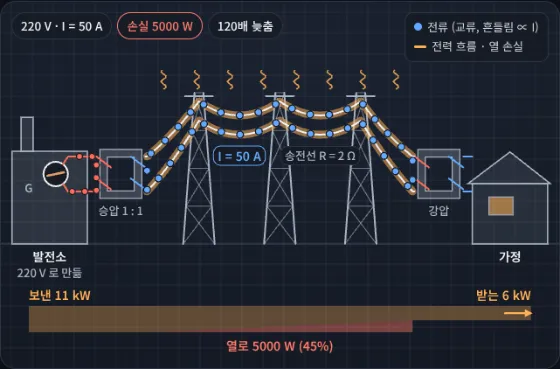 220 V · I = 50 A
손실 5000 W
120배 늦춤
전류 (교류, 흔들림 ∝ I)
전력 흐름 · 열 손실
G
I = 50 A
송전선 R = 2 Ω
승압 1 : 1
강압
발전소
220 V 로 만듦
가정
보낸 11 kW
받는 6 kW
열로 5000 W (45%)